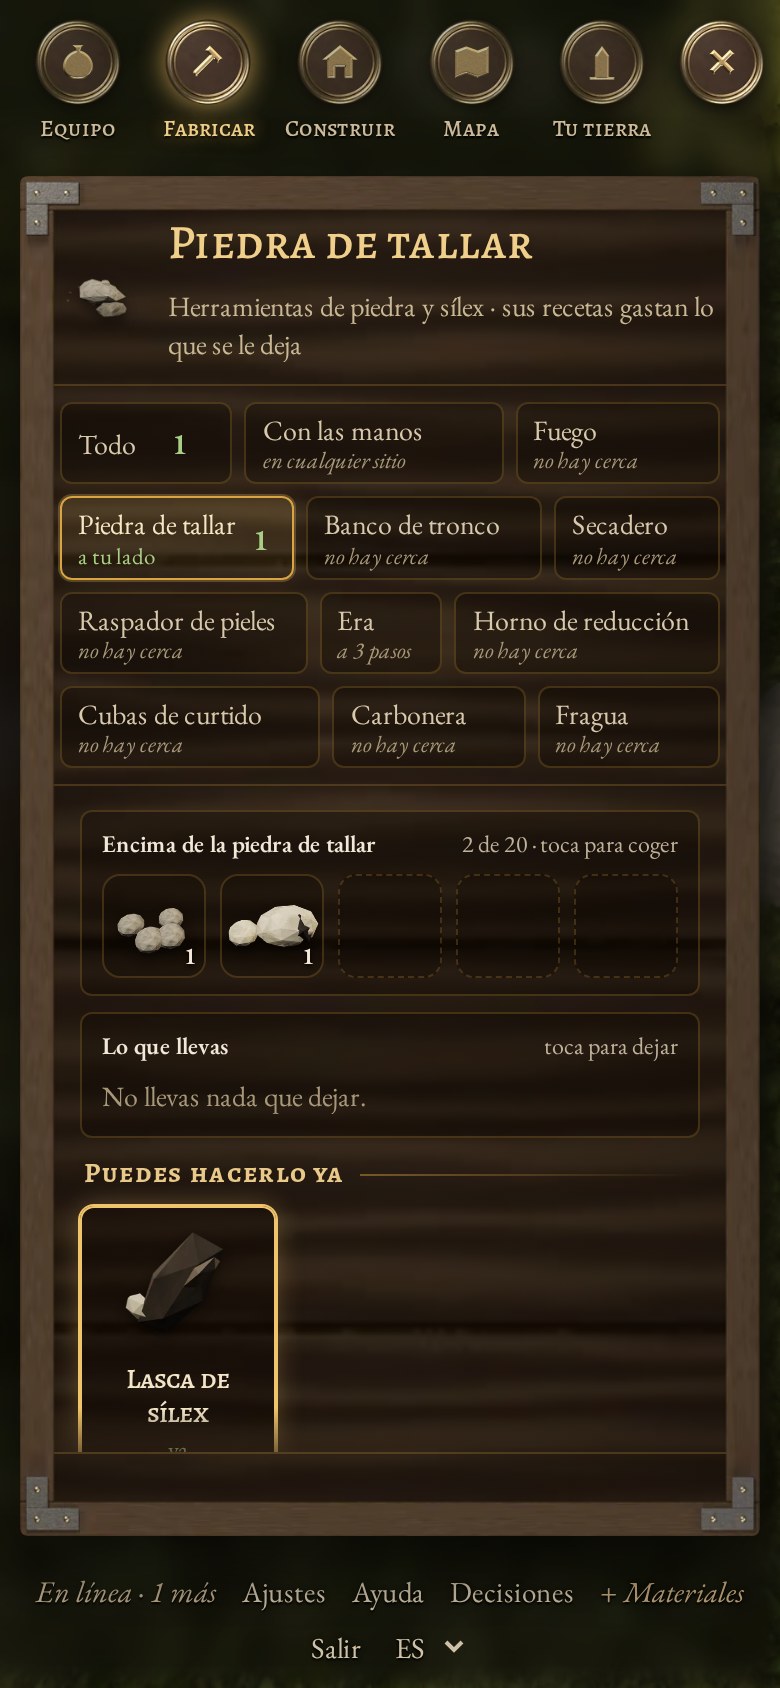 Equipo
Fabricar
Construir
Mapa
Tu tierra
Piedra de tallar
Herramientas de piedra y sílex · sus recetas gastan lo
que se le deja
Todo 1
Con las manos
en cualquier sitio
Fuego
no hay cerca
Piedra de tallar 1
a tu lado
Banco de tronco
no hay cerca
Secadero
no hay cerca
Raspador de pieles
no hay cerca
Era
a 3 pasos
Horno de reducción
no hay cerca
Cubas de curtido
no hay cerca
Carbonera
no hay cerca
Fragua
no hay cerca
Encima de la piedra de tallar
2 de 20 · toca para coger
1
1
Lo que llevas
toca para dejar
No llevas nada que dejar.
Puedes hacerlo ya
Lasca de
sílex
En línea · 1 más
Ajustes
Ayuda
Decisiones
+ Materiales
Salir
ES